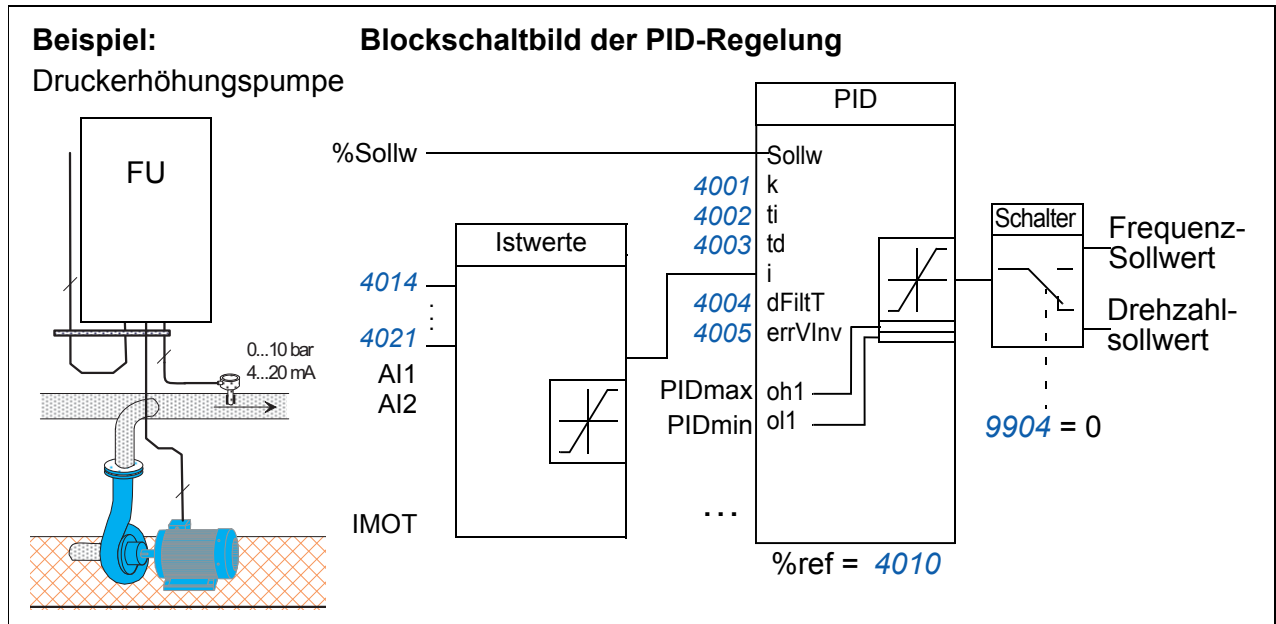 Beispiel:
Druckerhöhungspumpe
Blockschaltbild der PID-Regelung
FU
0...10 bar
4...20 mA
%Sollw
Istwerte
4014
4021
AI1
AI2
IMOT
PID
Sollw
4001 k
4002 ti
4003 td
i
4004 dFiltT
4005 errVInv
PIDmax oh1
PIDmin ol1
...
%ref = 4010
Schalter
Frequenz-
Sollwert
Drehzahl-
sollwert
9904 = 0